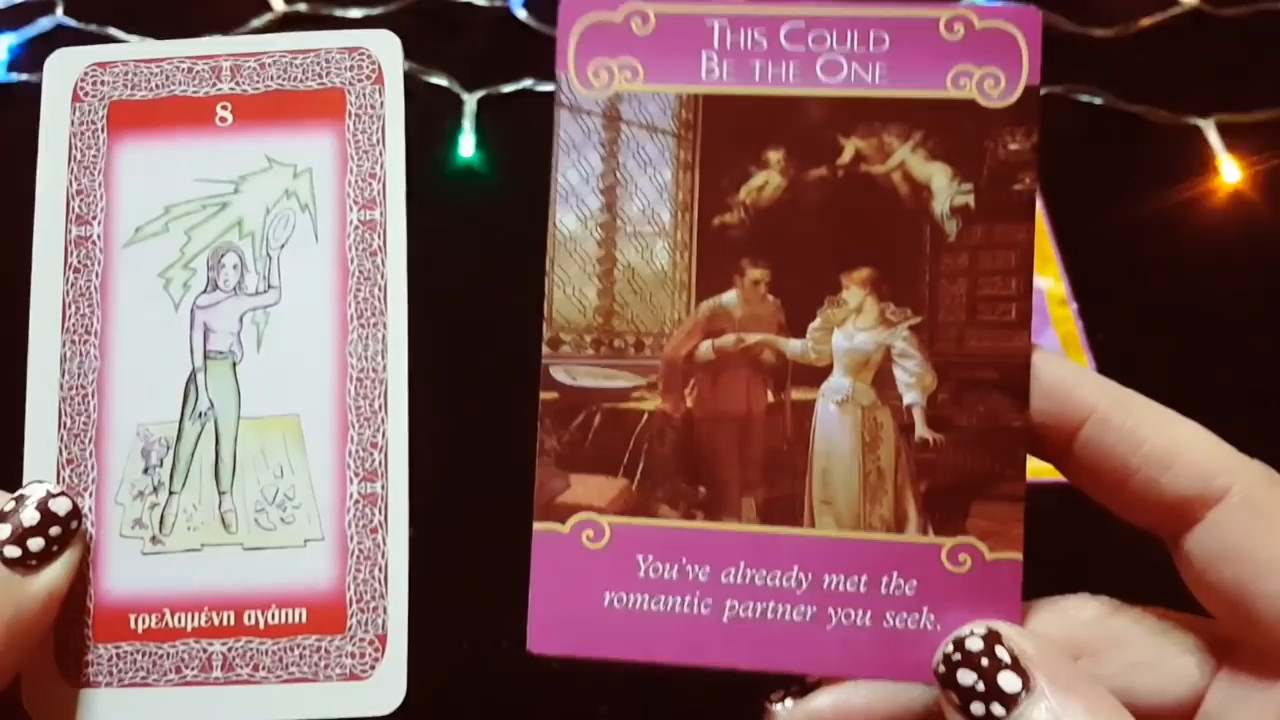 8
τρελαμένη αγάπη
THIS COULD
BE THE ONE
You've already met the
romantic partner you seek.